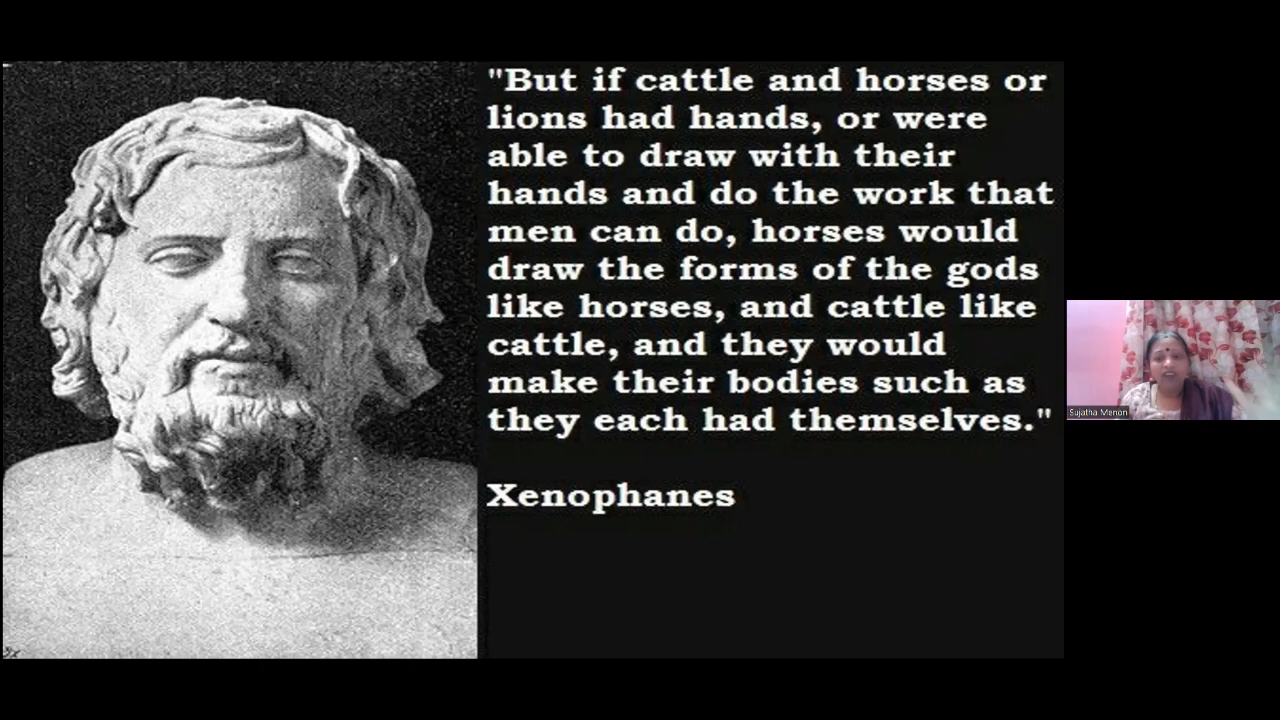 "But if cattle and horses or
lions had hands, or were
able to draw with their
hands and do the work that
men can do, horses would
draw the forms of the gods
like horses, and cattle like
cattle, and they would
make their bodies such as
they each had themselves."
Xenophanes
Sujatha Menon